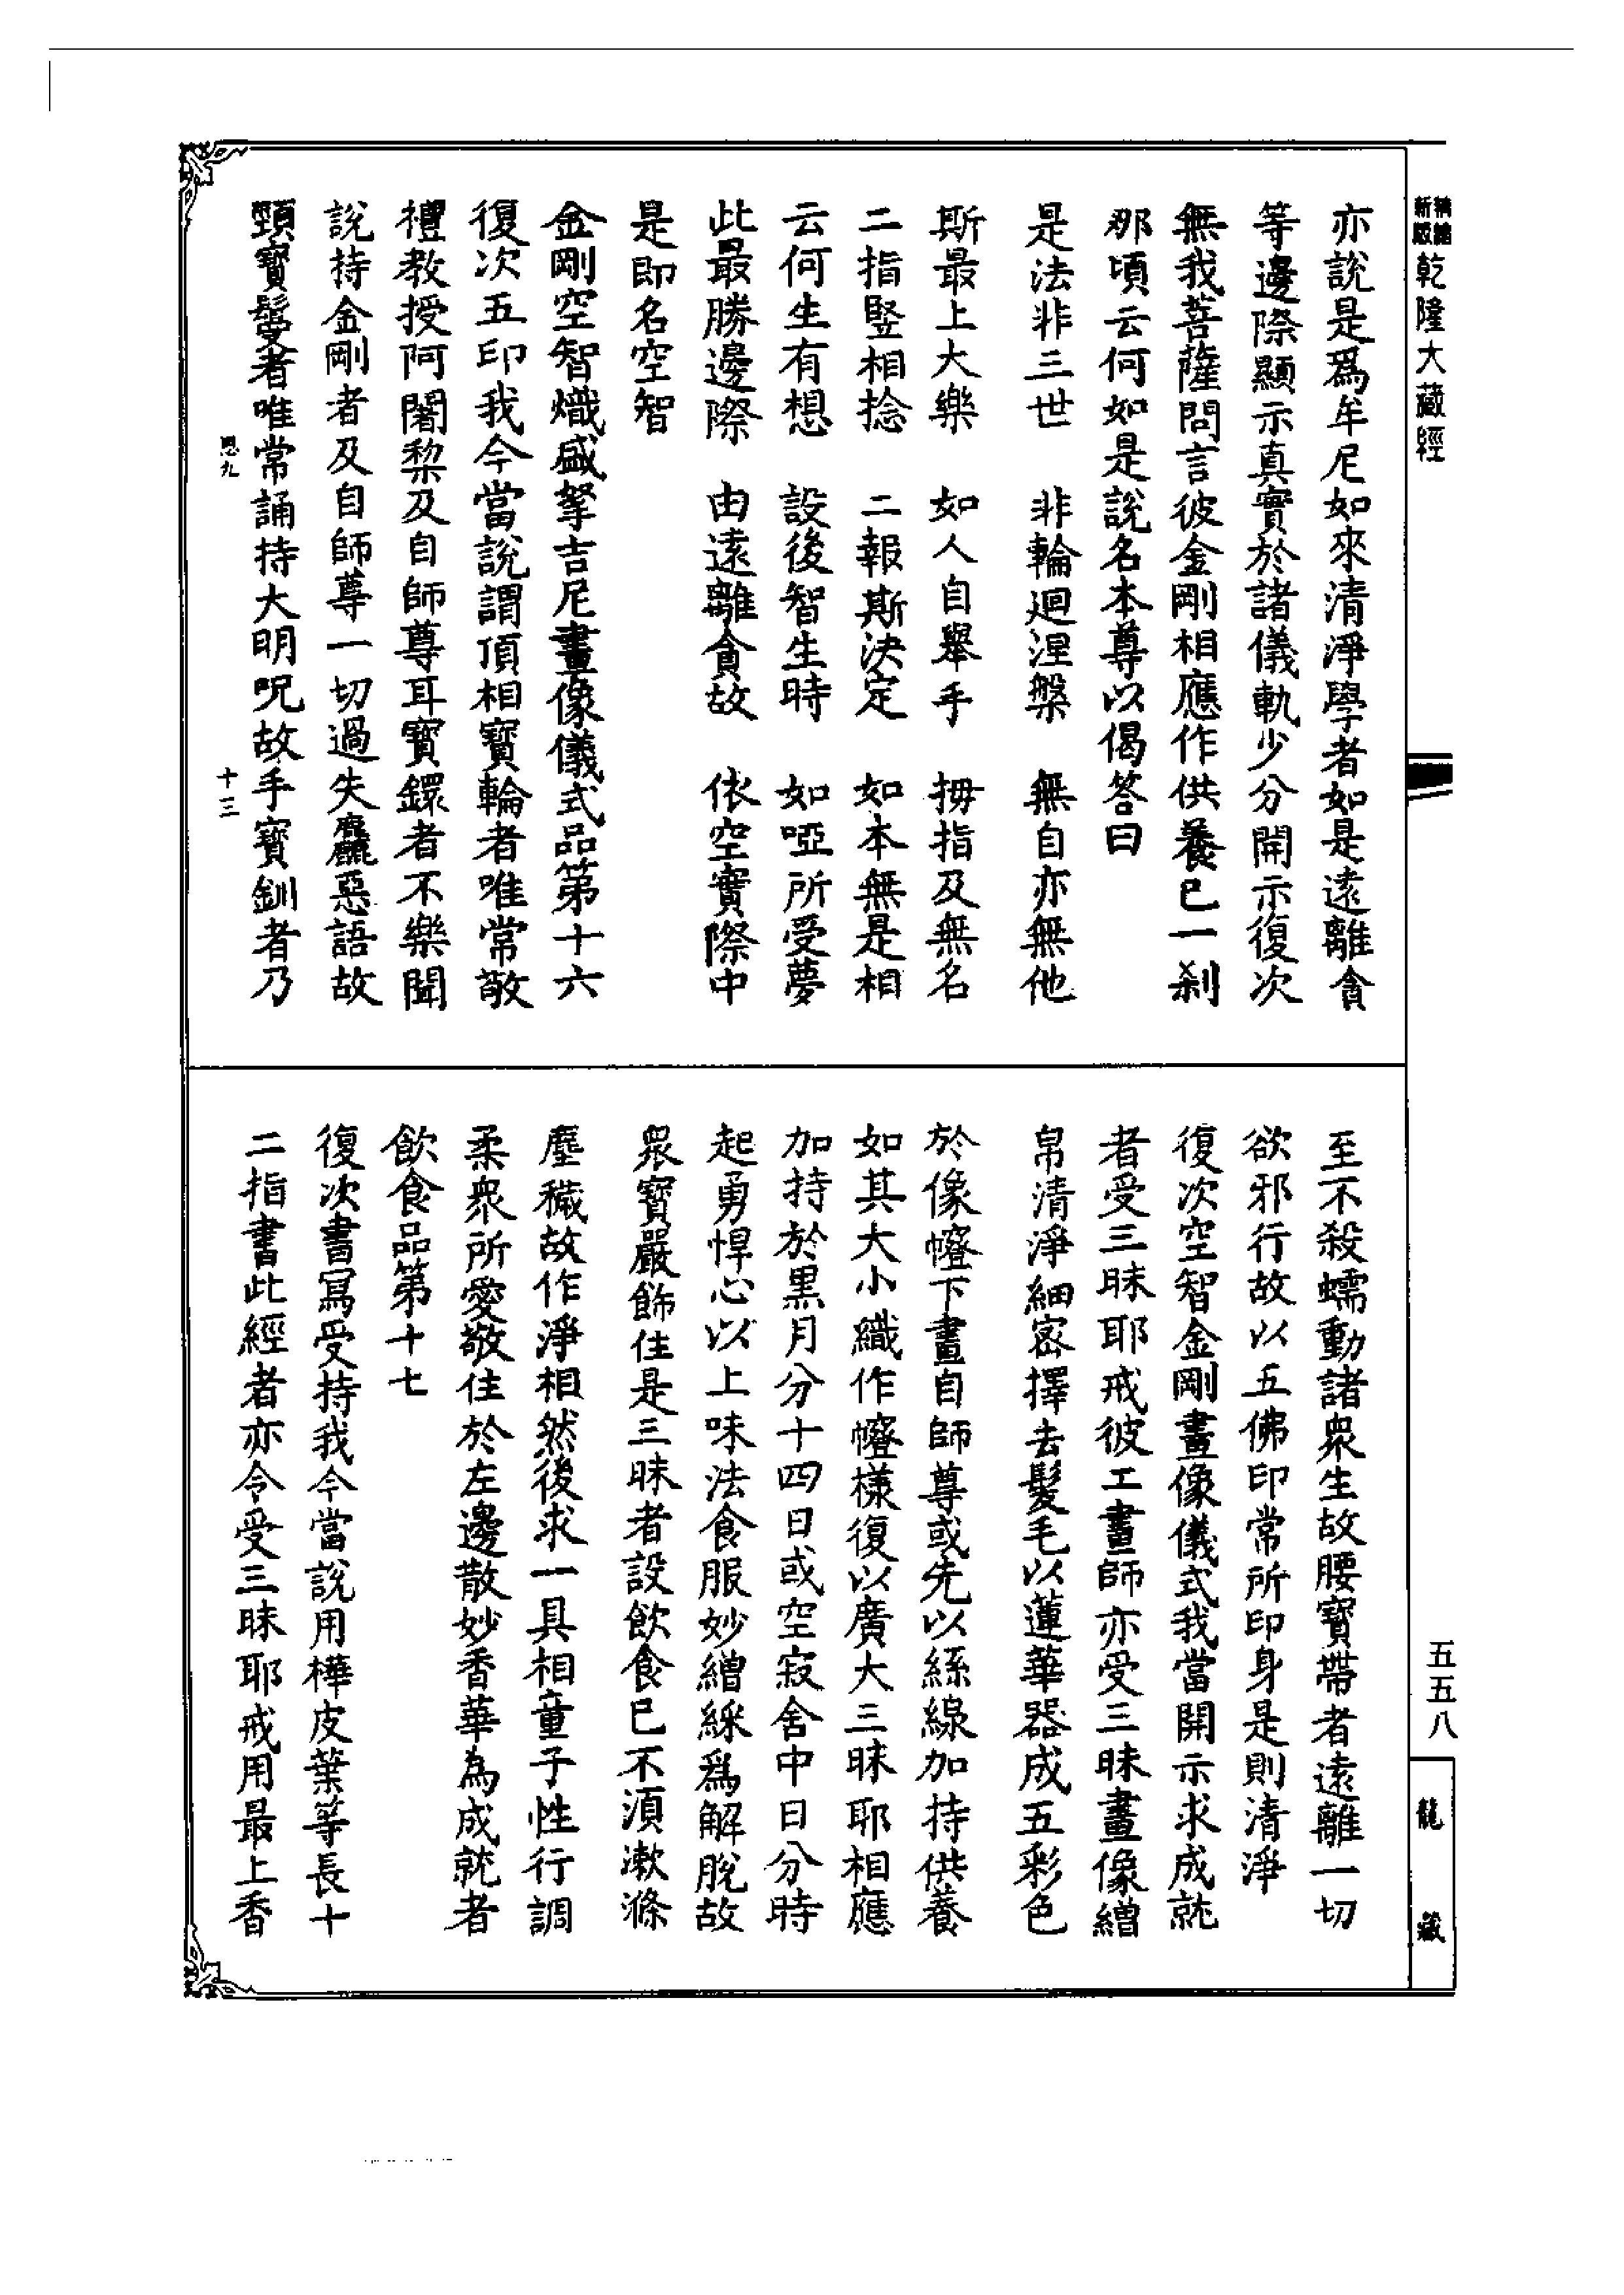 精縮新版乾隆大藏經
亦說是爲牟尼如來清淨學者如是遠離貪
等邊際顯示真實於諸儀軌少分開示復次
無我菩薩問言彼金剛相應作供養已一刹
那頃云何如是說名本尊以偈答曰
是法非三世　非輪迴涅槃　無自亦無他
斯最上大樂　如人自舉手　拇指及無名
二指竪相捻　二報斯決定　如本無是相
云何生有想　設後智生時　如啞所受夢
此最勝邊際　由遠離貪故　依空實際中
是即名空智
金剛空智熾盛拏吉尼畫像儀式品第十六
復次五印我今當說謂頂相寶輪者唯常敬
禮教授阿闍梨及自師尊耳寶鐶者不樂聞
說持金剛者及自師尊一切過失麤惡語故
頸寶鬘者唯常誦持大明呪故手寶釧者乃
恩九　十三
至不殺蠕動諸衆生故腰寶帶者遠離一切
欲邪行故以五佛印常所印身是則清淨
復次空智金剛畫像儀式我當開示求成就
者受三昧耶戒彼工畫師亦受三昧畫像繒
帛清淨細密擇去髮毛以蓮華器成五彩色
於像㡧下畫自師尊或先以絲線加持供養
如其大小織作㡧樣復以廣大三昧耶相應
加持於黑月分十四日或空寂舍中日分時
起勇悍心以上味法食服妙繒綵爲解脫故
衆寶嚴飾住是三昧者設飲食已不須漱滌
塵穢故作淨相然後求一具相童子性行調
柔衆所愛敬住於左邊散妙香華為成就者
飲食品第十七
復次書寫受持我今當說用樺皮葉等長十
二指書此經者亦令受三昧耶戒用最上香
五五八
龍藏